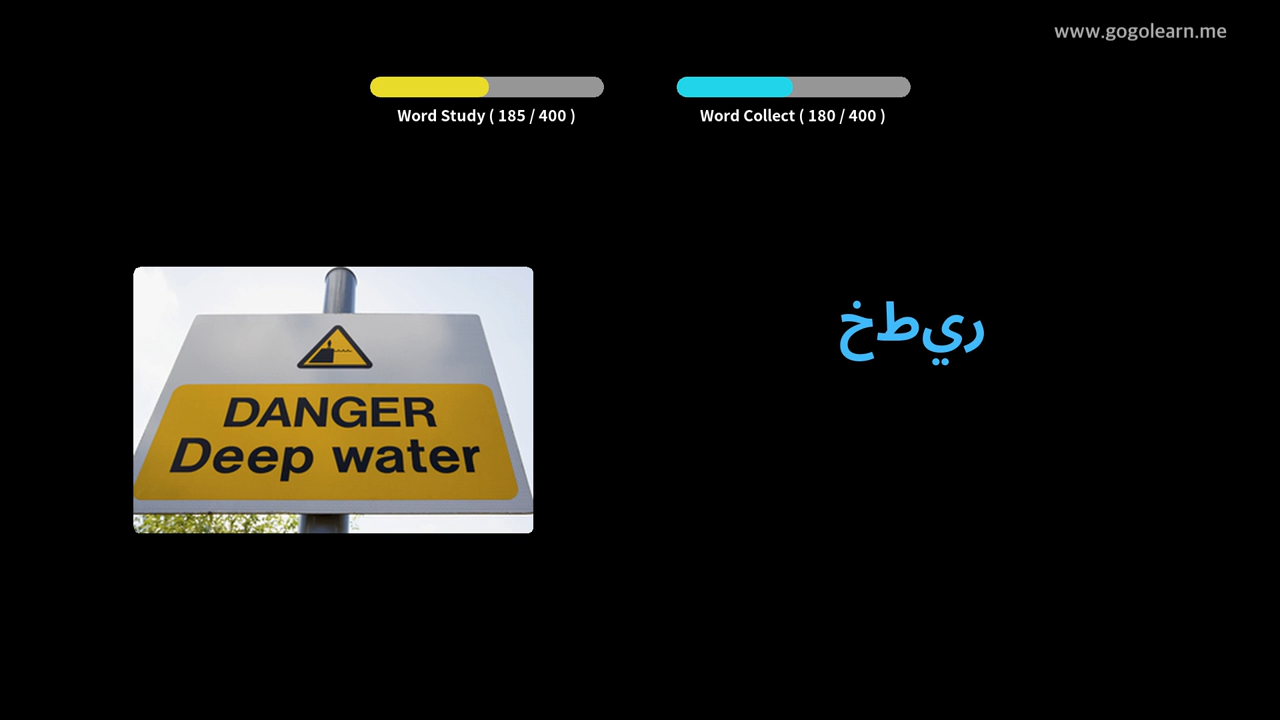 www.gogolearn.me
Word Study ( 185 / 400 )
Word Collect ( 180 / 400 )
DANGER
Deep water
ريطخ